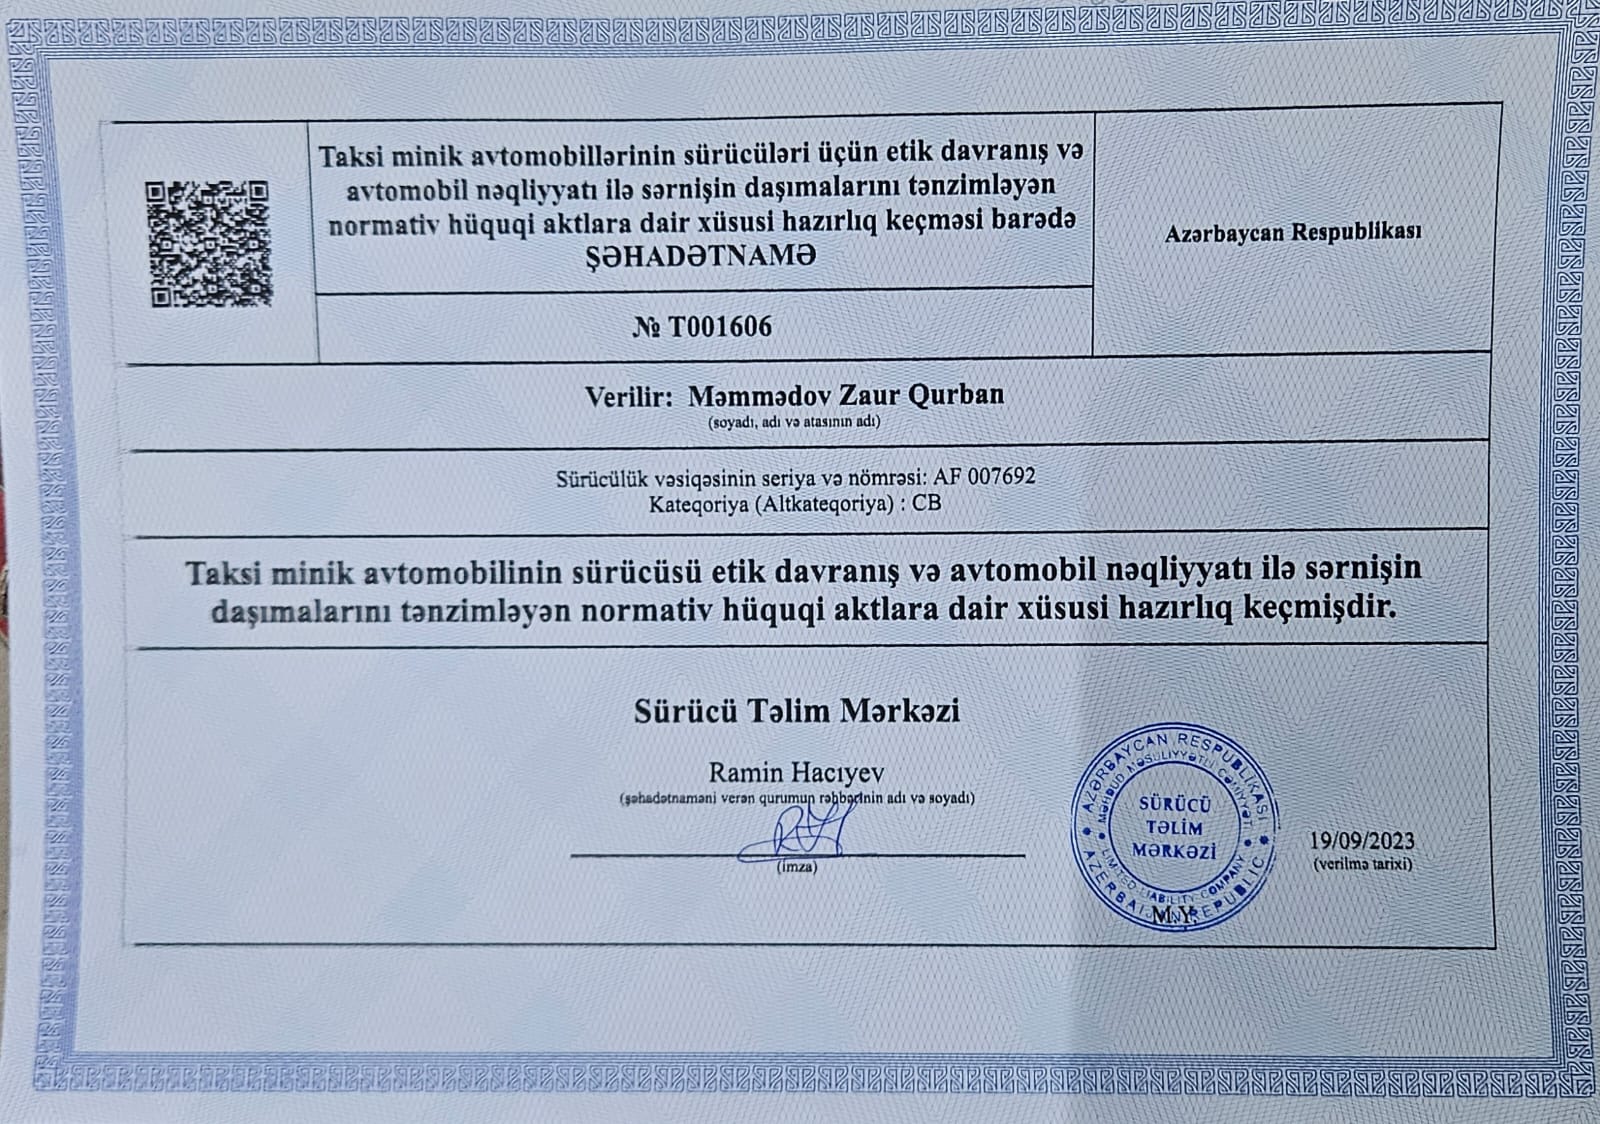 Taksi minik avtomobillərinin sürücüləri üçün etik davranış və
avtomobil nəqliyyatı ilə sərnişin daşımalarını tənzimləyən
normativ hüquqi aktlara dair xüsusi hazırlıq keçməsi barədə
ŞƏHADƏTNAMƏ
Azərbaycan Respublikası
№ T001606
Verilir: Məmmədov Zaur Qurban
(soyadı, adı və atasının adı)
Sürücülük vəsiqəsinin seriya və nömrəsi: AF 007692
Kateqoriya (Altkateqoriya) : CB
Taksi minik avtomobilinin sürücüsü etik davranış və avtomobil nəqliyyatı ilə sərnişin
daşımalarını tənzimləyən normativ hüquqi aktlara dair xüsusi hazırlıq keçmişdir.
Sürücü Təlim Mərkəzi
Ramin Hacıyev
(şəhadətnaməni verən qurumun rəhbərinin adı və soyadı)
(imza)
AZƏRBAYCAN RESPUBLİKASI
MƏHDUD MƏSULİYYƏTLİ CƏMİYYƏT
SÜRÜCÜ
TƏLİM
MƏRKƏZİ
LIMITED LIABILITY COMPANY
AZERBAIJAN REPUBLIC
M.Y.
19/09/2023
(verilmə tarixi)